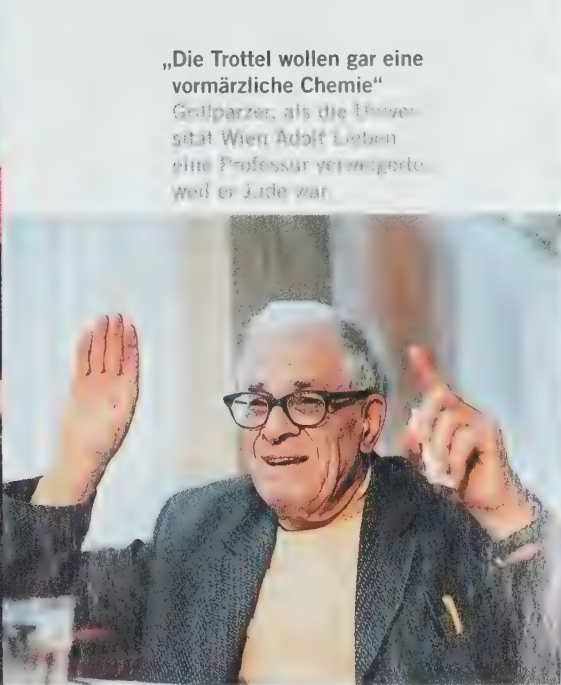 „Die Trottel wollen gar eine
vormärzliche Chemie“
Grillparzer, als die Univer-
sität Wien Adolf Lieben
eine Professur verweigerte,
weil er Jude war.